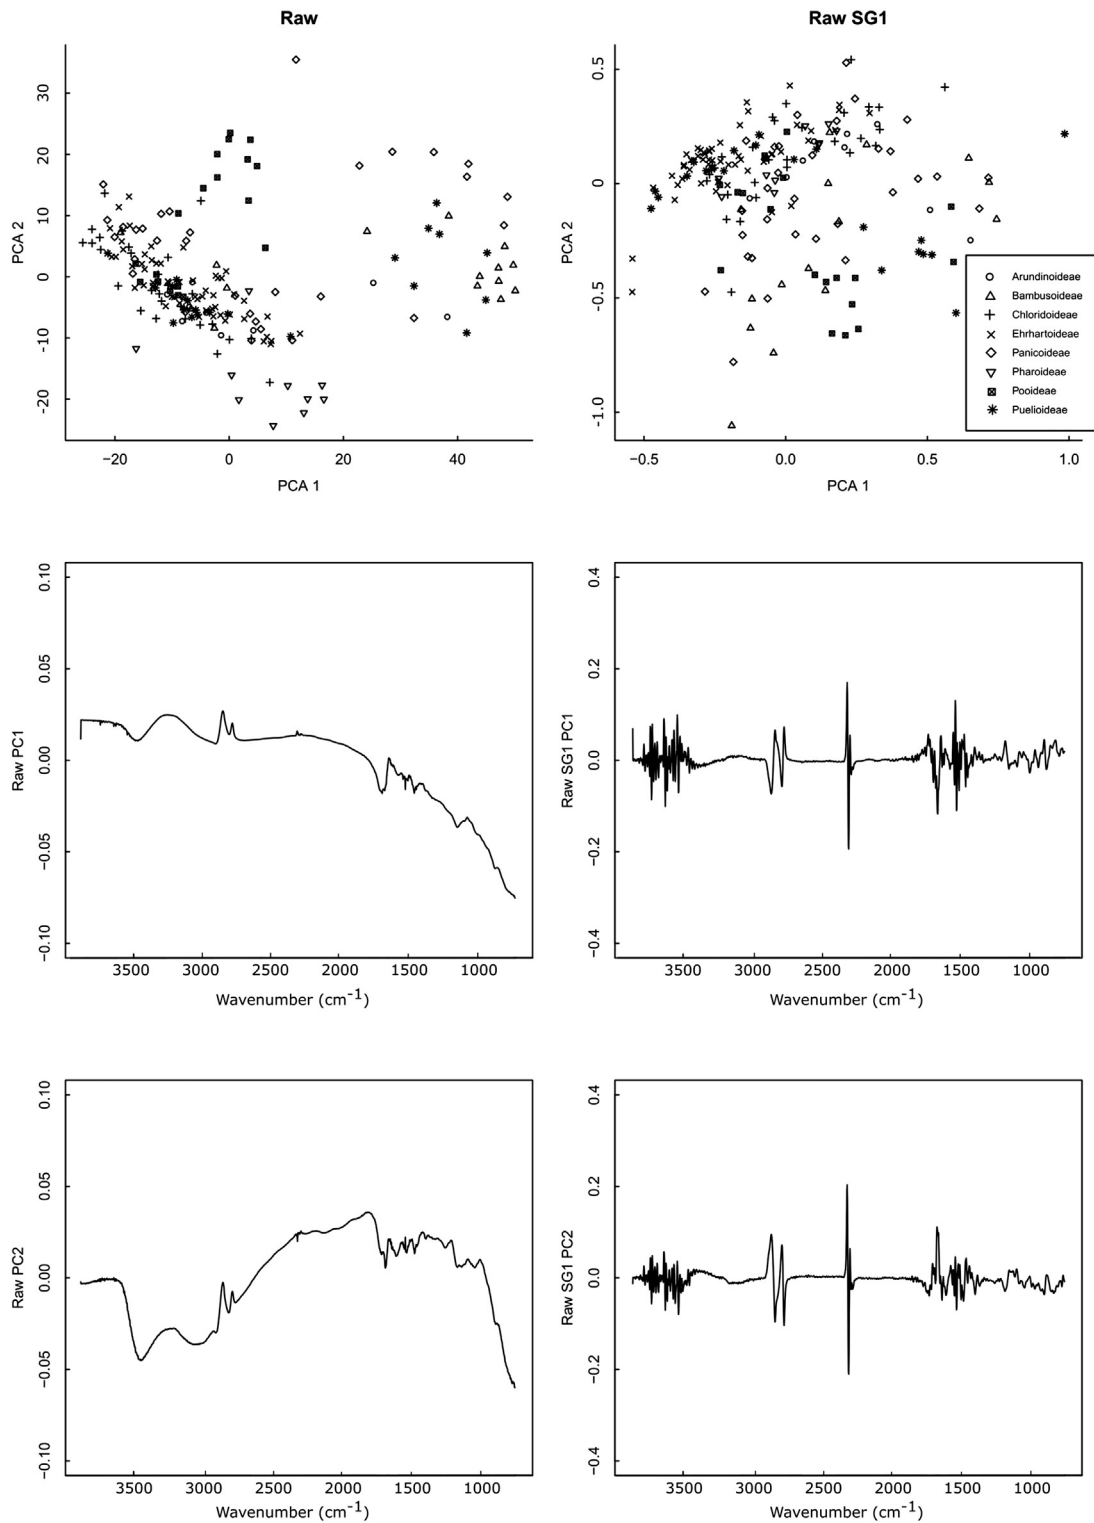 Raw
Raw SG1
30
20
10
0
-10
-20
PCA 2
−20
0
20
40
PCA 1
0.5
0
-0.5
-1.0
PCA 2
−0.5
0.0
0.5
1.0
PCA 1
Arundinoideae
Bambusoideae
Chloridoideae
Ehrhartoideae
Panicoideae
Pharoideae
Pooideae
Puelioideae
0.10
0.05
0.00
−0.05
−0.10
Raw PC1
3500
3000
2500
2000
1500
1000
Wavenumber (cm-1)
0.4
0.2
0.0
−0.2
−0.4
Raw SG1 PC1
3500
3000
2500
2000
1500
1000
Wavenumber (cm-1)
0.10
0.05
0.00
−0.05
−0.10
Raw PC2
3500
3000
2500
2000
1500
1000
Wavenumber (cm-1)
0.4
0.2
0.0
−0.2
−0.4
Raw SG1 PC2
3500
3000
2500
2000
1500
1000
Wavenumber (cm-1)